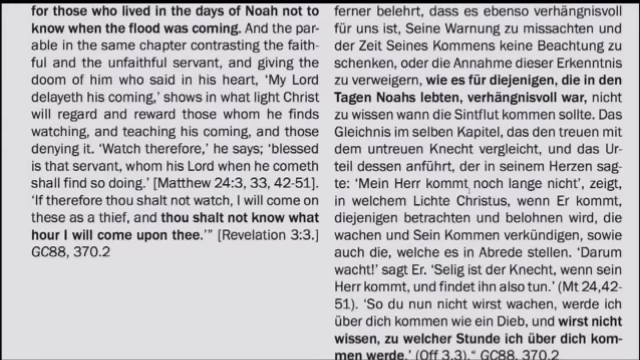 for those who lived in the days of Noah not to
know when the flood was coming. And the par-
able in the same chapter contrasting the faith-
ful and the unfaithful servant, and giving the
doom of him who said in his heart, ‘My Lord
delayeth his coming,’ shows in what light Christ
will regard and reward those whom he finds
watching, and teaching his coming, and those
denying it. ‘Watch therefore,’ he says; ‘blessed
is that servant, whom his Lord when he cometh
shall find so doing.’ [Matthew 24:3, 33, 42-51].
‘If therefore thou shalt not watch, I will come on
these as a thief, and thou shalt not know what
hour I will come upon thee.’” [Revelation 3:3.]
GC88, 370.2
ferner belehrt, dass es ebenso verhängnisvoll
für uns ist, Seine Warnung zu missachten und
der Zeit Seines Kommens keine Beachtung zu
schenken, oder die Annahme dieser Erkenntnis
zu verweigern, wie es für diejenigen, die in den
Tagen Noahs lebten, verhängnisvoll war, nicht
zu wissen wann die Sintflut kommen sollte. Das
Gleichnis im selben Kapitel, das den treuen mit
dem untreuen Knecht vergleicht, und das Ur-
teil dessen anführt, der in seinem Herzen sag-
te: ‘Mein Herr kommt noch lange nicht’, zeigt,
in welchem Lichte Christus, wenn Er kommt,
diejenigen betrachten und belohnen wird, die
wachen und Sein Kommen verkündigen, sowie
auch die, welche es in Abrede stellen. ‘Darum
wacht!’ sagt Er. ‘Selig ist der Knecht, wenn sein
Herr kommt, und findet ihn also tun.’ (Mt 24,42-
51). ‘So du nun nicht wirst wachen, werde ich
über dich kommen wie ein Dieb, und wirst nicht
wissen, zu welcher Stunde ich über dich kom-
men werde.’ (Off 3,3).“ GC88, 370.2